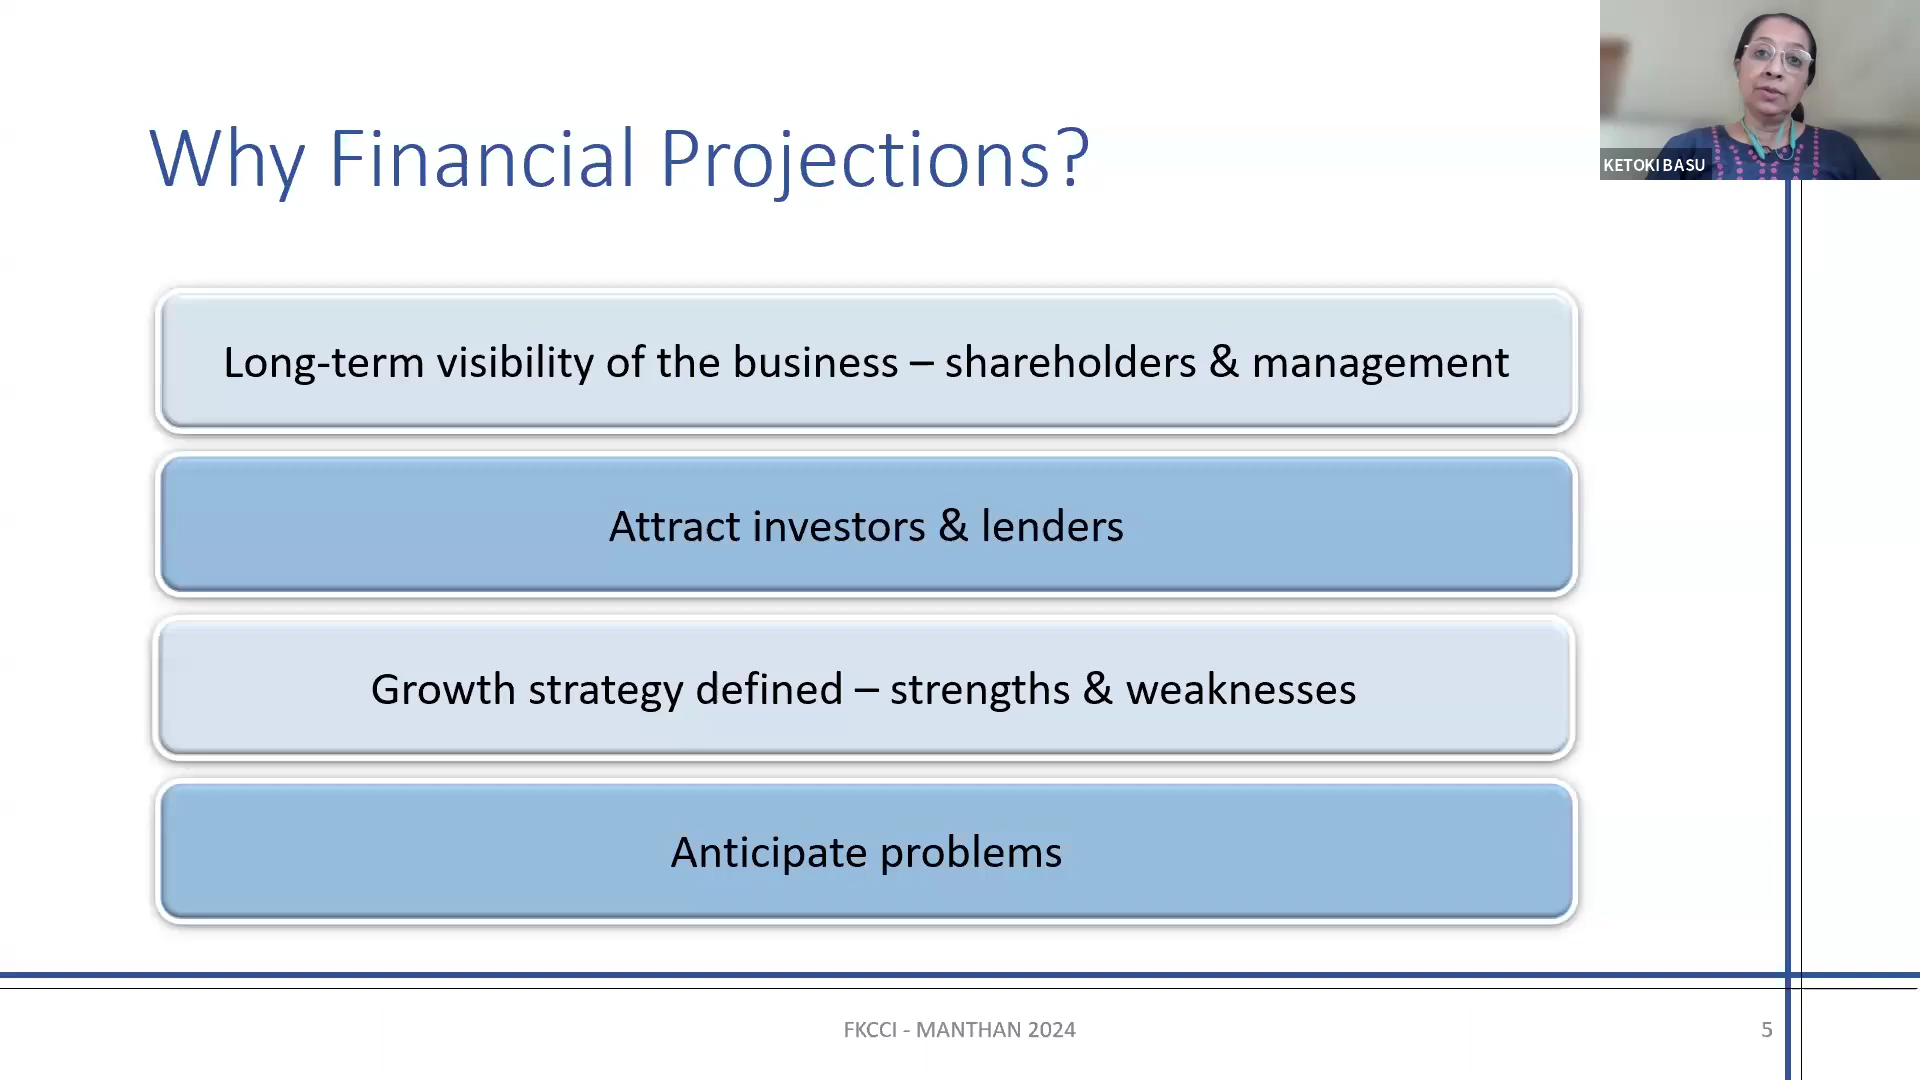 Why Financial Projections?
KETOKI BASU
Long-term visibility of the business – shareholders & management
Attract investors & lenders
Growth strategy defined – strengths & weaknesses
Anticipate problems
FKCCI - MANTHAN 2024
5